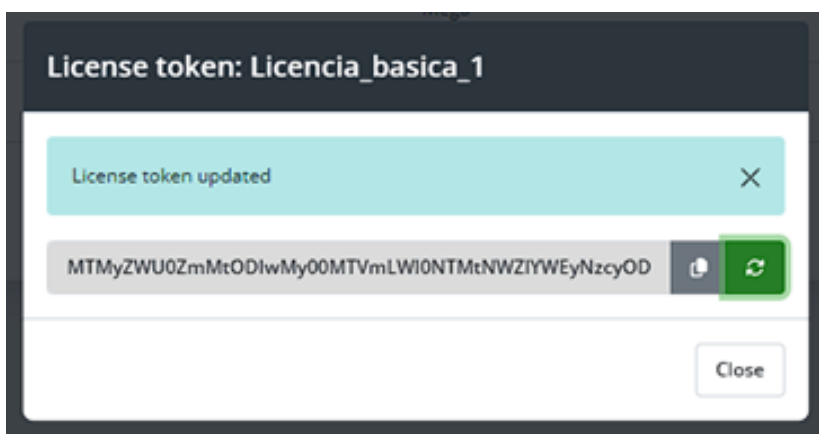 License token: Licencia_basica_1
License token updated
MTMyZWU0ZmMtODIwMy00MTVmLWI0NTMtNWZlYWEyNzcyOD
Close